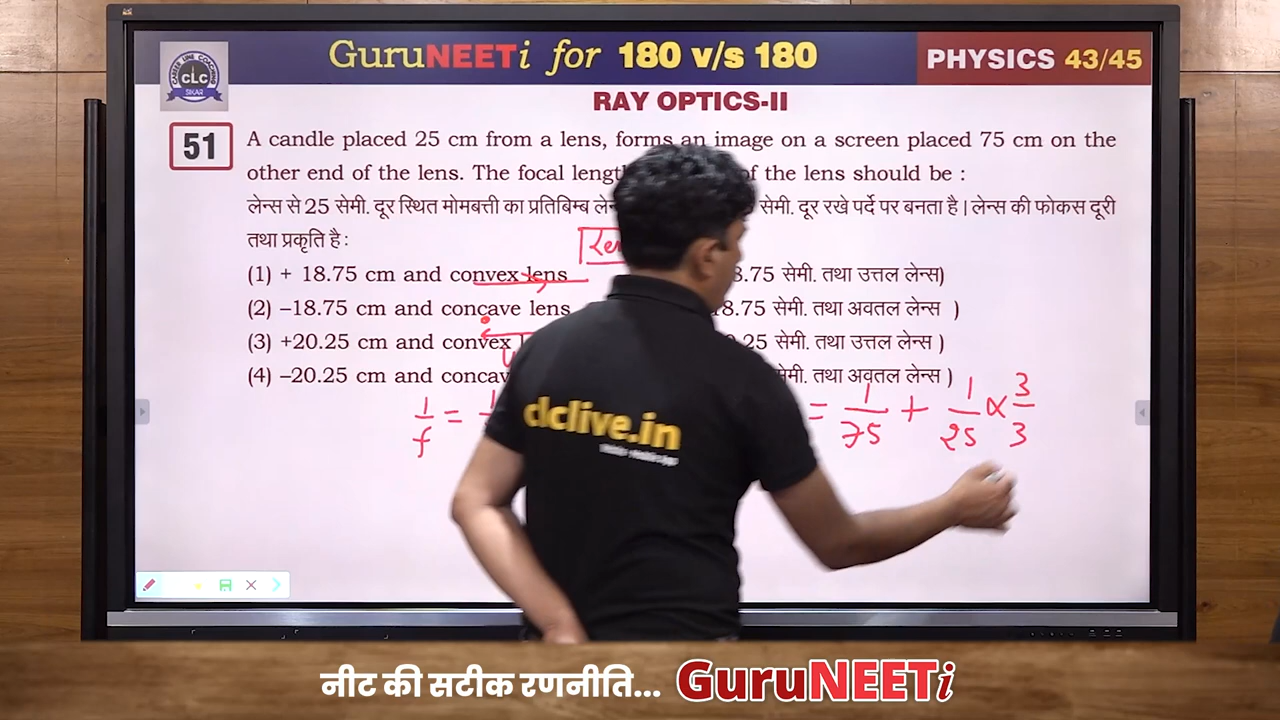 CAREER LINE COACHING
CLC
SIKAR
GuruNEETi for 180 v/s 180
PHYSICS 43/45
RAY OPTICS-II
51
A candle placed 25 cm from a lens, forms an image on a screen placed 75 cm on the
other end of the lens. The focal of the lens should be :
लेन्स से 25 सेमी. दूर स्थित मोमबत्ती का प्रतिबिम्ब सेमी. दूर रखे पर्दे पर बनता है। लेन्स की फोकस दूरी
तथा प्रकृति है :
(1) + 18.75 cm and convex lens 8.75 सेमी. तथा उत्तल लेन्स)
(2) –18.75 cm and concave lens 18.75 सेमी. तथा अवतल लेन्स )
(3) +20.25 cm and convex सेमी. तथा उत्तल लेन्स )
(4) –20.25 cm and सेमी. तथा अवतल लेन्स )
1/f = = 1/75 + 1/25 × 3/3
clclive.in
नीट की सटीक रणनीति... GuruNEETi